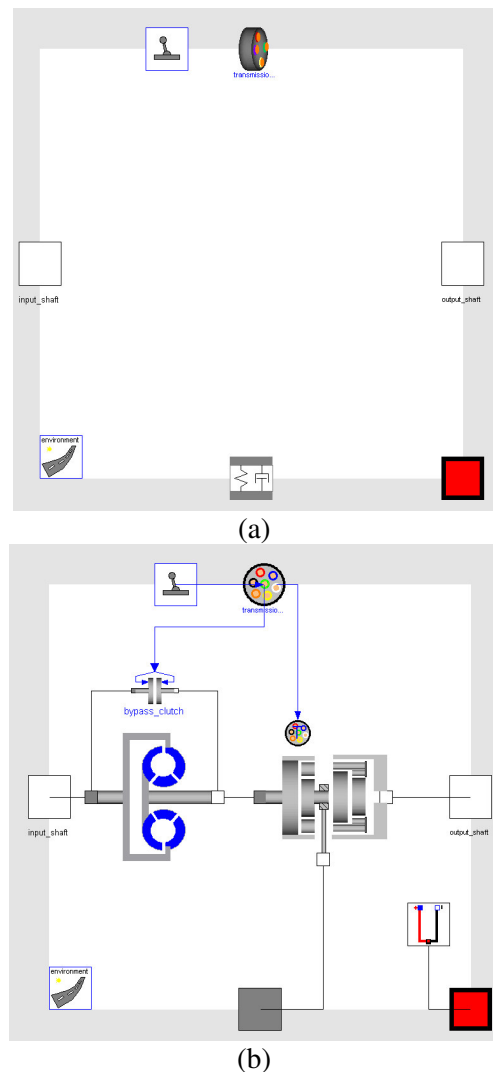 transmissio...
input_shaft
output_shaft
environment
(a)
transmissio...
bypass_clutch
input_shaft
output_shaft
environment
(b)